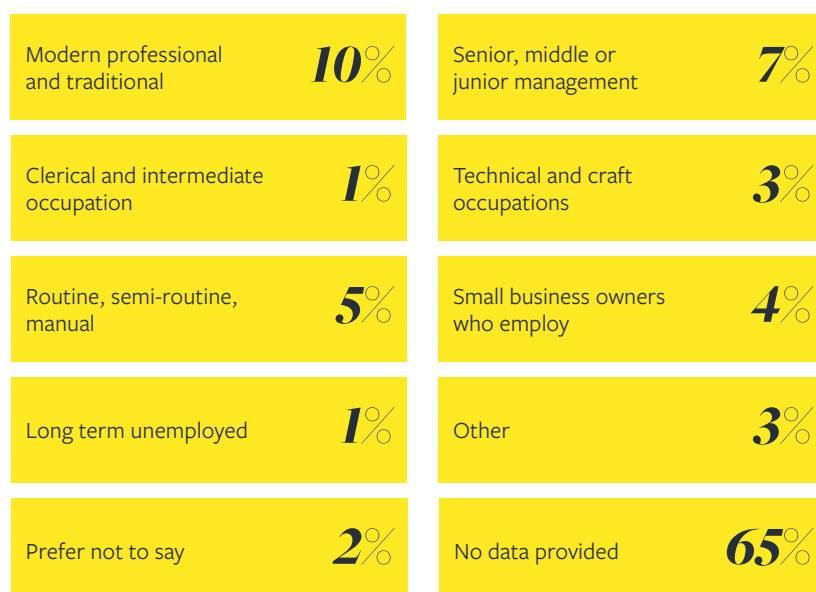 Modern professional
and traditional
10%
Senior, middle or
junior management
7%
Clerical and intermediate
occupation
1%
Technical and craft
occupations
3%
Routine, semi-routine,
manual
5%
Small business owners
who employ
4%
Long term unemployed
1%
Other
3%
Prefer not to say
2%
No data provided
65%